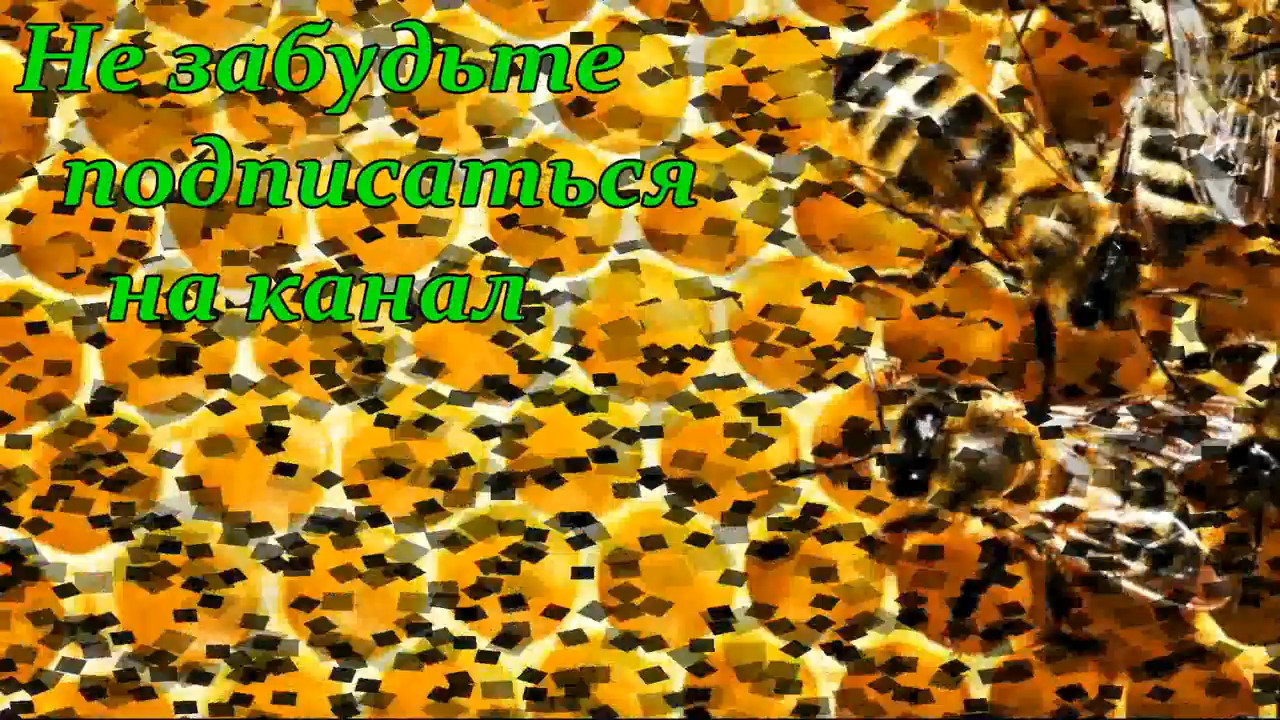 Не забудьте
подписаться
на канал